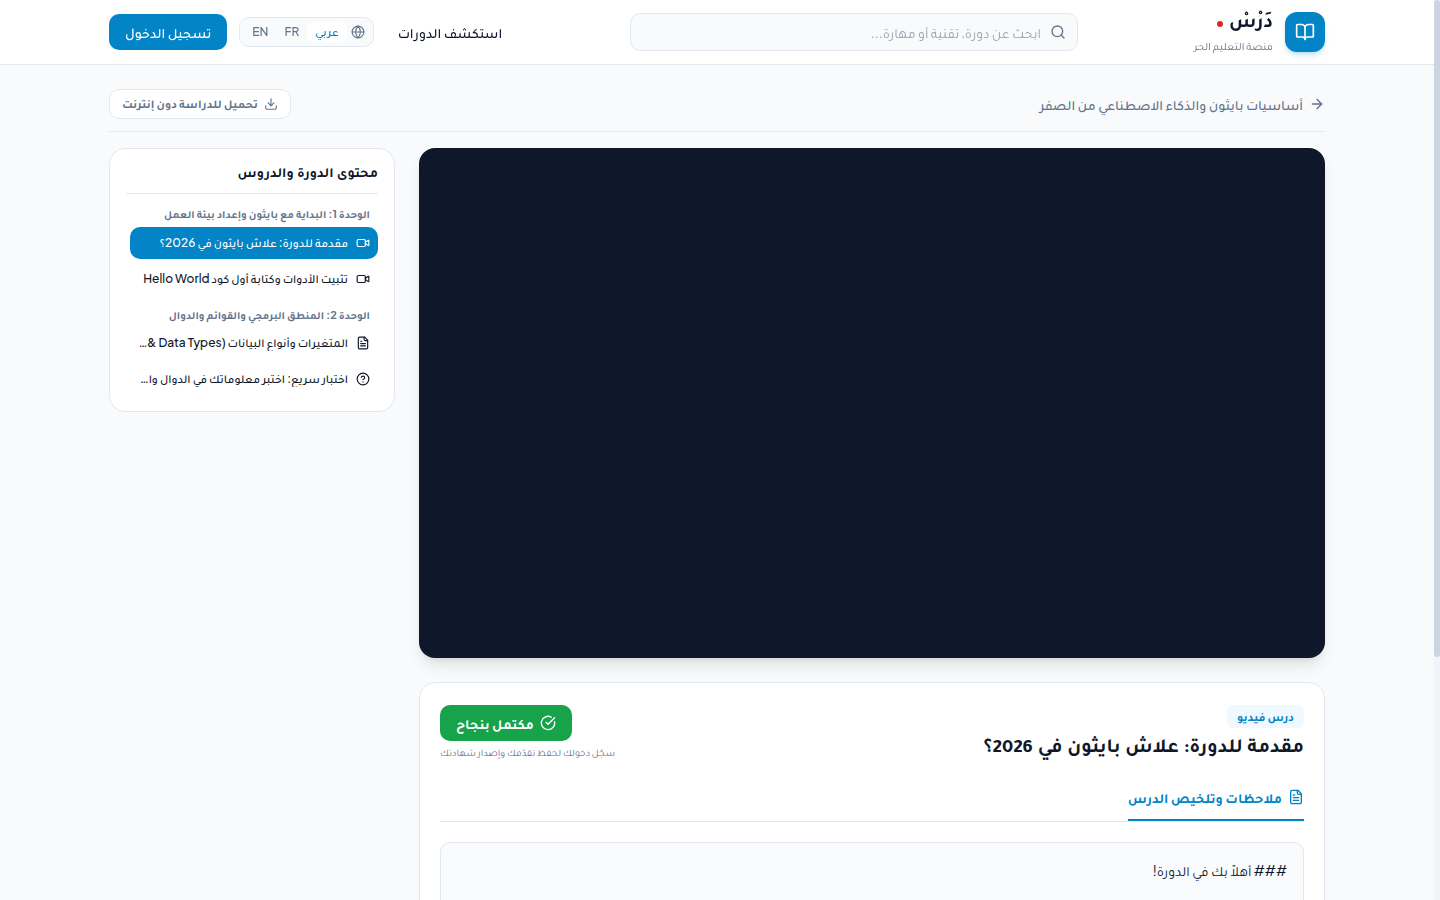 دَرْسْ
منصة التعليم الحر
ابحث عن دورة، تقنية أو مهارة...
استكشف الدورات
عربي FR EN
تسجيل الدخول
أساسيات بايثون والذكاء الاصطناعي من الصفر
تحميل للدراسة دون إنترنت
محتوى الدورة والدروس
الوحدة 1: البداية مع بايثون وإعداد بيئة العمل
مقدمة للدورة: علاش بايثون في 2026؟
تثبيت الأدوات وكتابة أول كود Hello World
الوحدة 2: المنطق البرمجي والقوائم والدوال
المتغيرات وأنواع البيانات (Data Types &...
اختبار سريع: اختبر معلوماتك في الدوال وا...
درس فيديو
مقدمة للدورة: علاش بايثون في 2026؟
مكتمل بنجاح
سجّل دخولك لحفظ تقدّمك وإصدار شهادتك
ملاحظات وتلخيص الدرس
### أهلاً بك في الدورة!